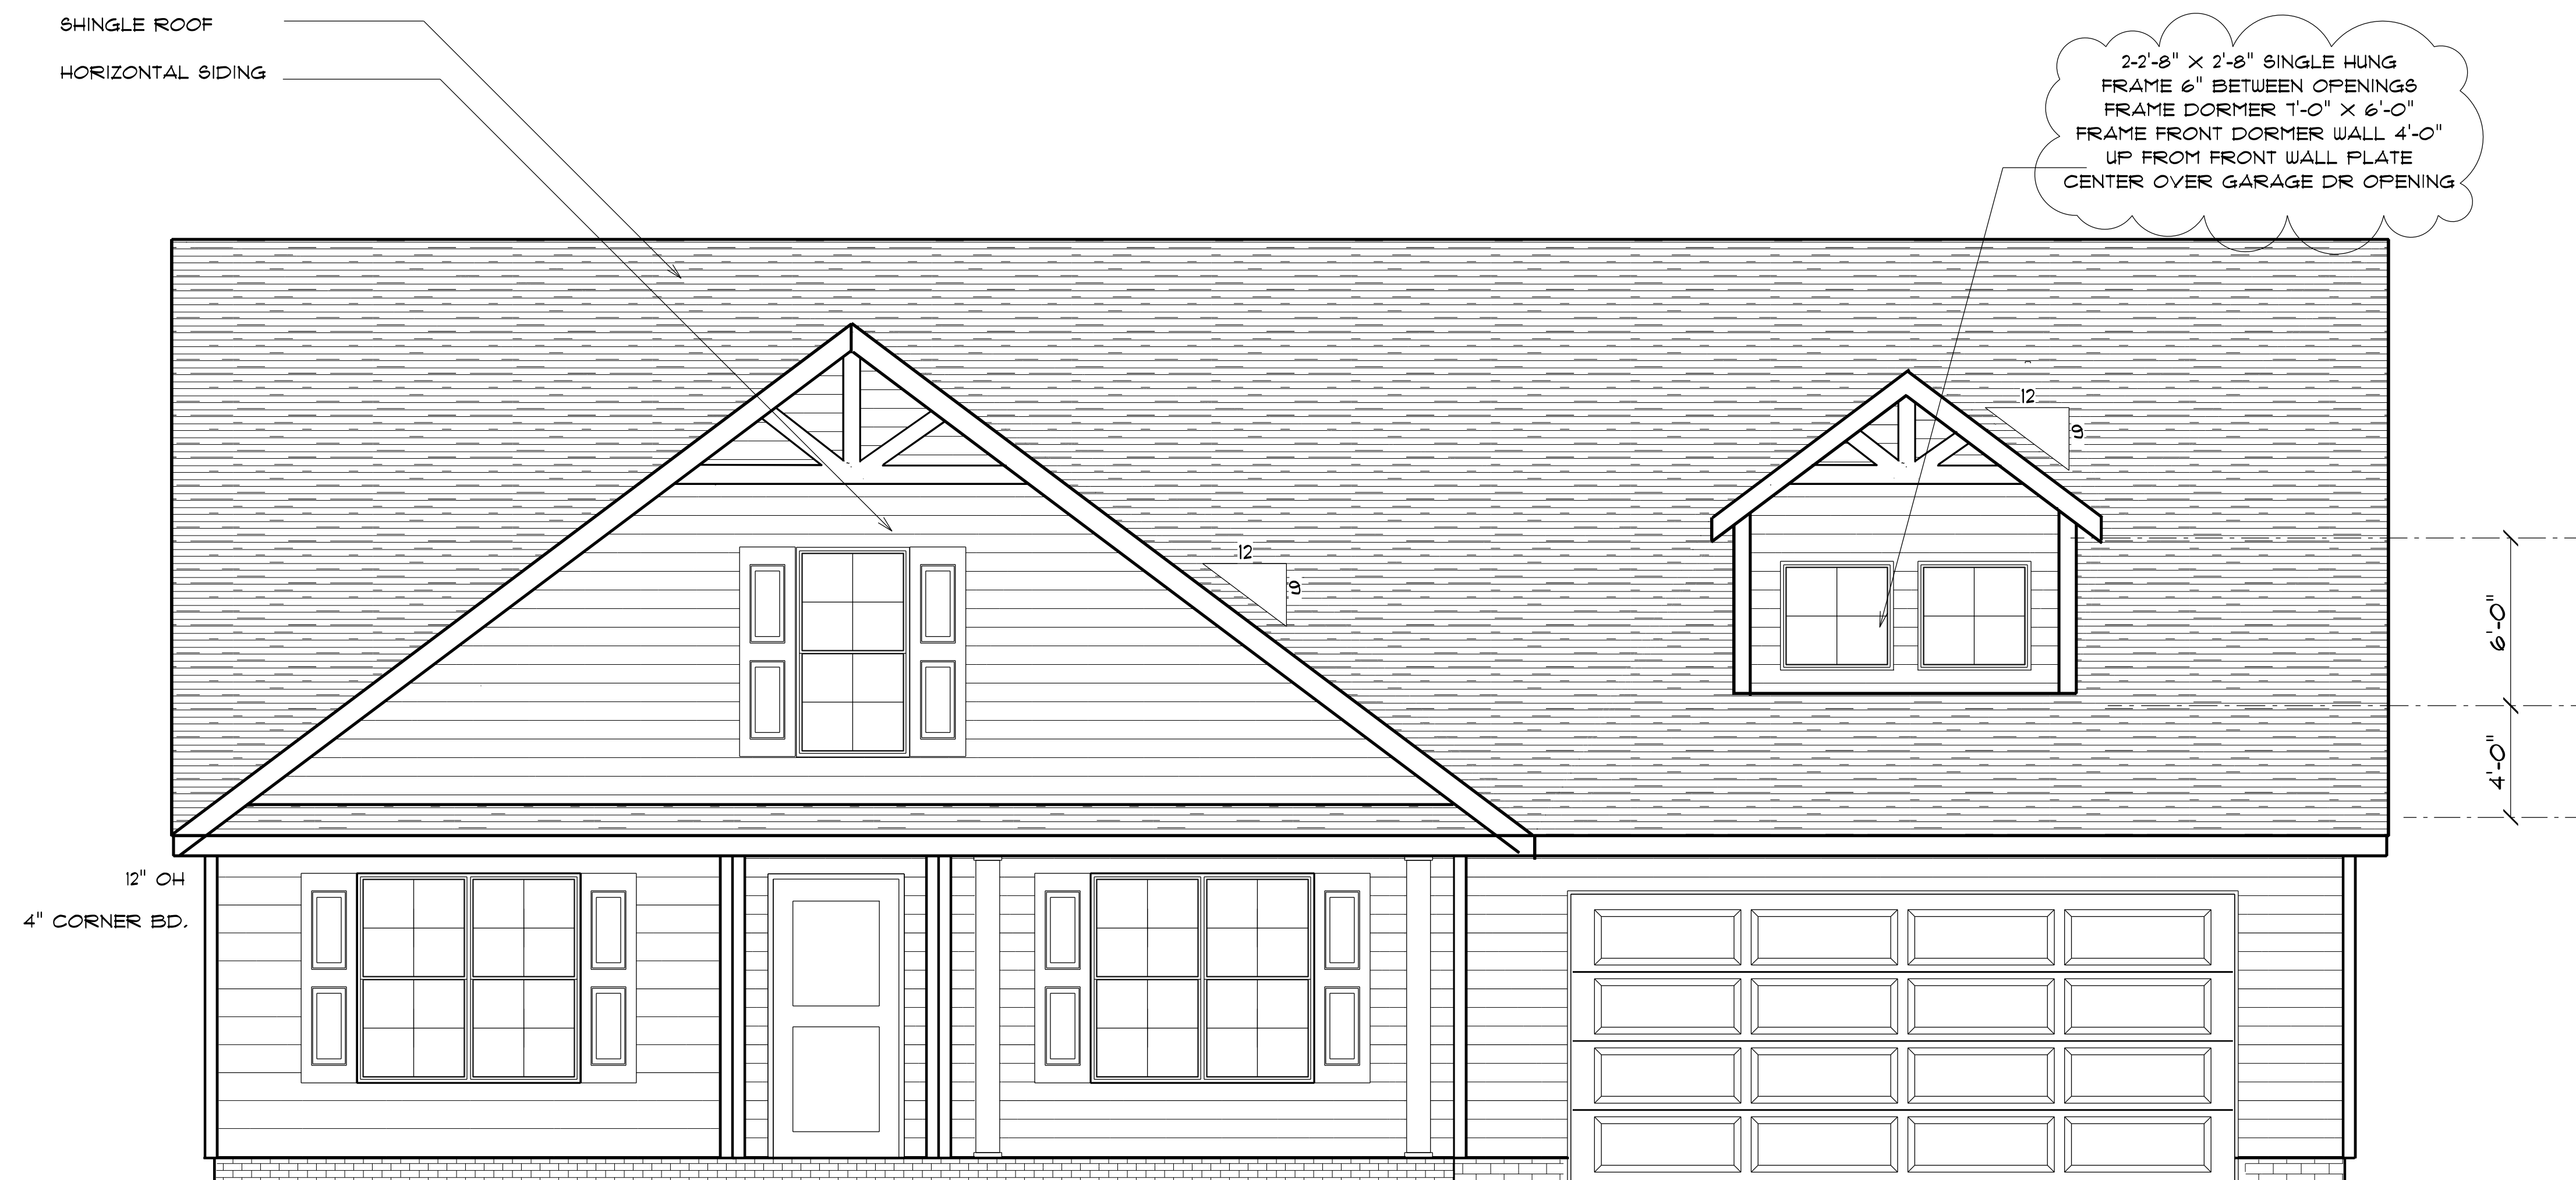 SHINGLE ROOF
HORIZONTAL SIDING
2-2'-8" X 2'-8" SINGLE HUNG
FRAME 6" BETWEEN OPENINGS
FRAME DORMER 7'-0" X 6'-0"
FRAME FRONT DORMER WALL 4'-0"
UP FROM FRONT WALL PLATE
CENTER OVER GARAGE DR OPENING
12
9
12
9
6'-0"
4'-0"
12" OH
4" CORNER BD.